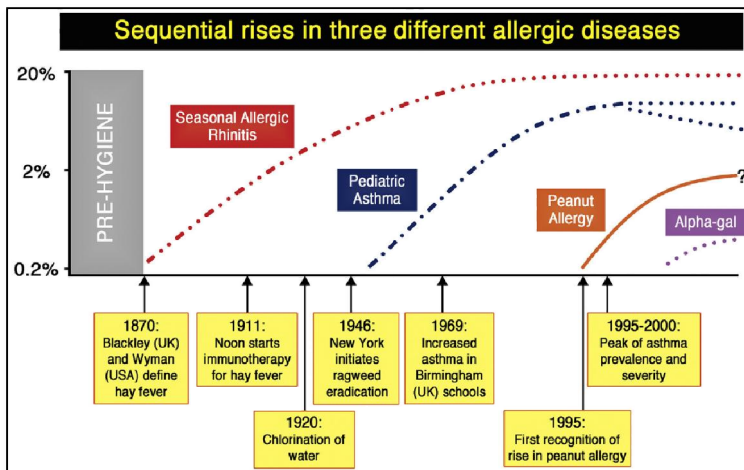 Sequential rises in three different allergic diseases
20%
2%
0.2%
PRE-HYGIENE
Seasonal Allergic
Rhinitis
Pediatric
Asthma
Peanut
Allergy
?
Alpha-gal
1870:
Blackley (UK)
and Wyman
(USA) define
hay fever
1911:
Noon starts
immunotherapy
for hay fever
1920:
Chlorination of
water
1946:
New York
initiates
ragweed
eradication
1969:
Increased
asthma in
Birmingham
(UK) schools
1995:
First recognition of
rise in peanut allergy
1995-2000:
Peak of asthma
prevalence and
severity